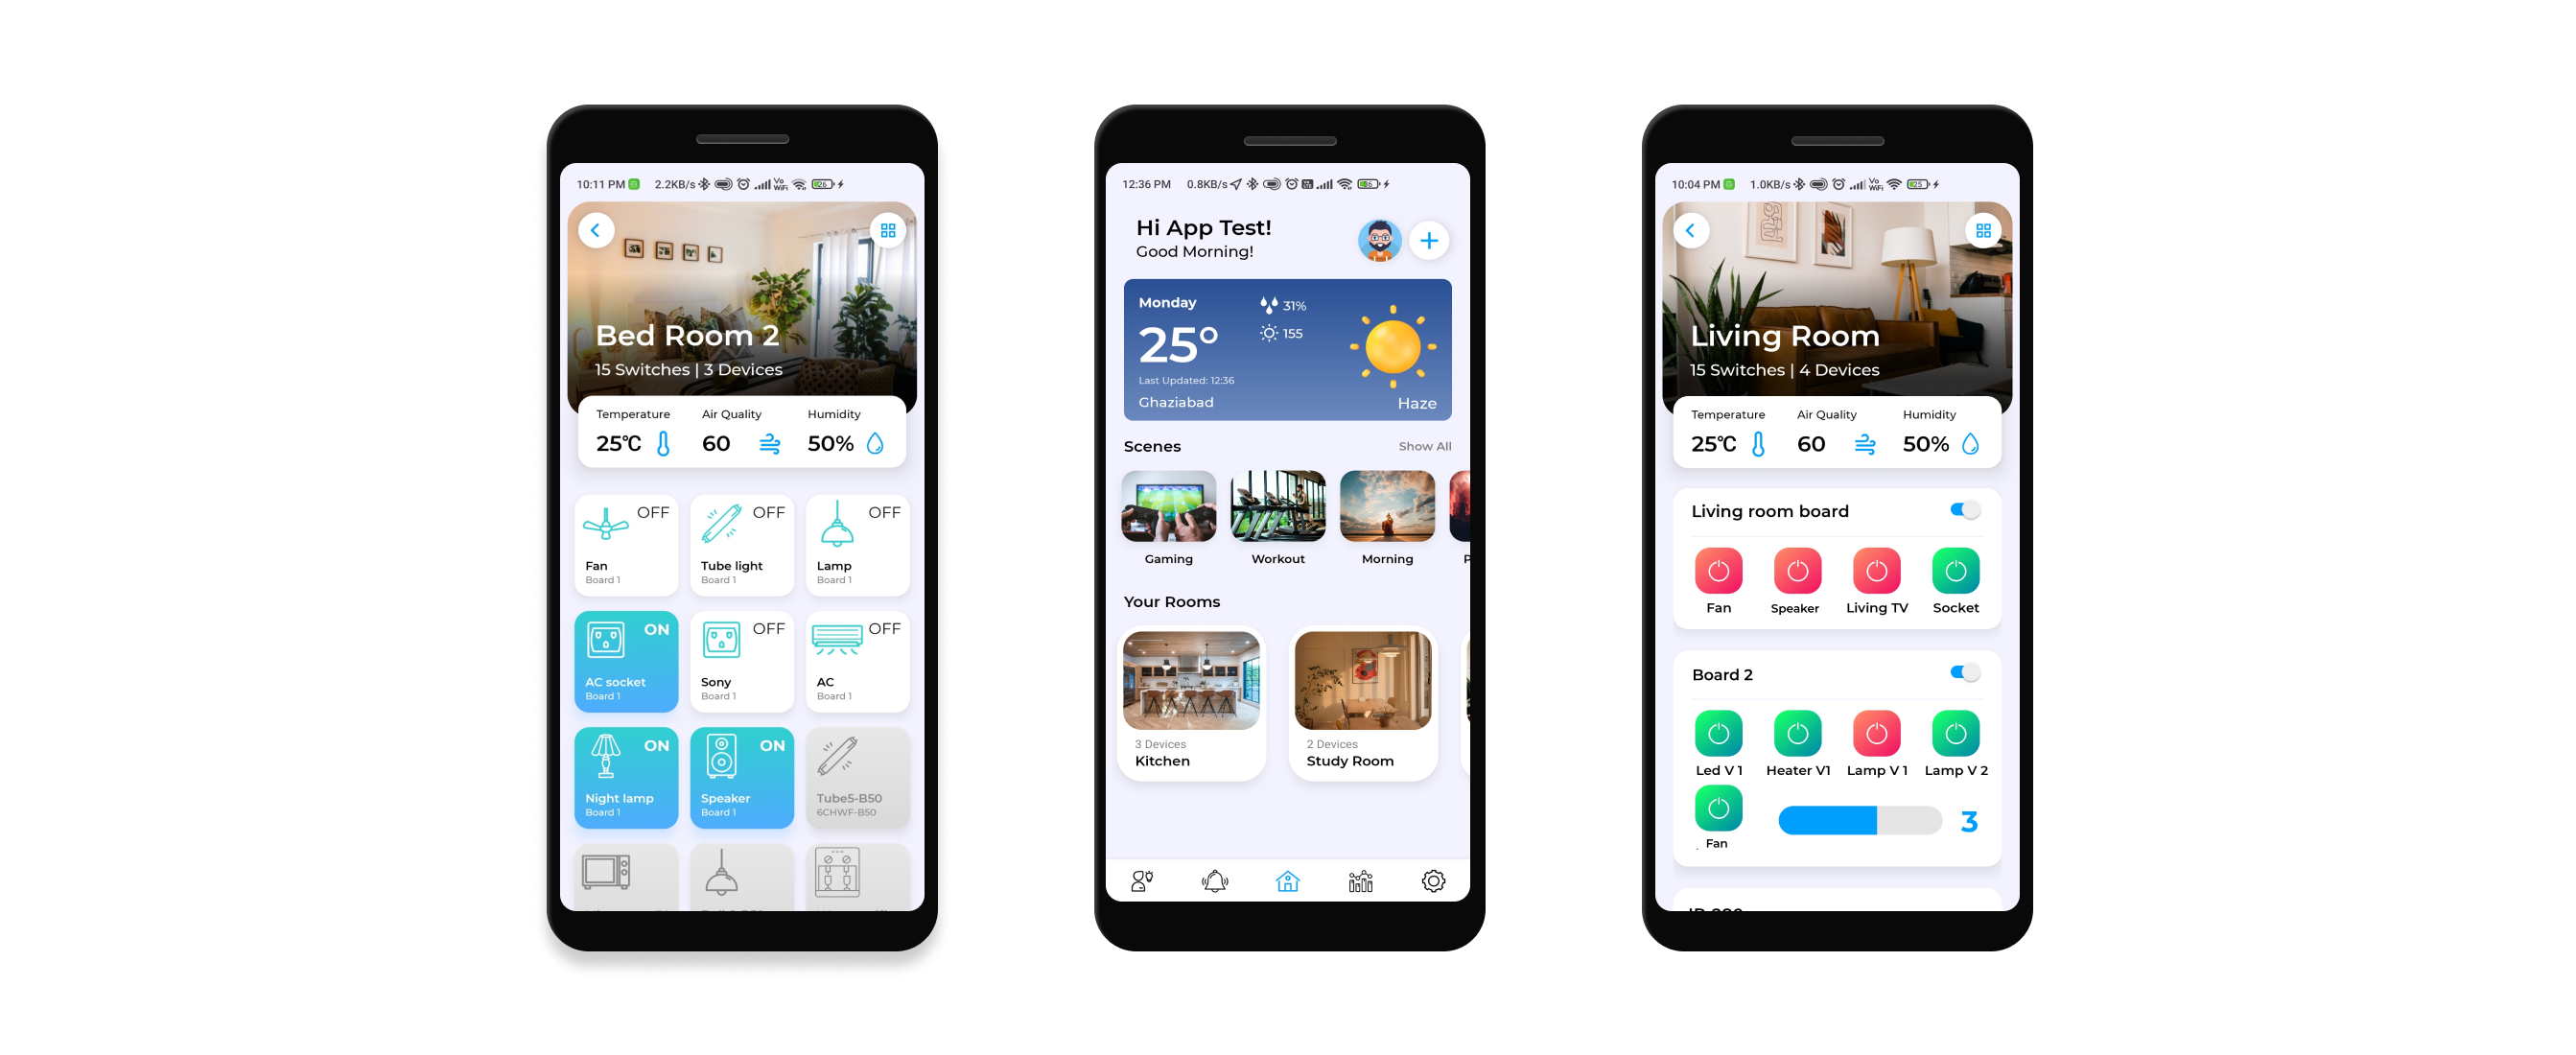 10:11 PM 2.2KB/s Vo WiFi 26
Bed Room 2
15 Switches | 3 Devices
Temperature Air Quality Humidity
25°C 60 50%
OFF OFF OFF
Fan Tube light Lamp
Board 1 Board 1 Board 1
ON OFF OFF
AC socket Sony AC
Board 1 Board 1 Board 1
ON ON
Night lamp Speaker Tube5-B50
Board 1 Board 1 6CHWF-B50
12:36 PM 0.8KB/s
Hi App Test!
Good Morning!
Monday 31%
25° 155
Last Updated: 12:36
Ghaziabad Haze
Scenes Show All
Gaming Workout Morning P
Your Rooms
3 Devices 2 Devices
Kitchen Study Room
10:04 PM 1.0KB/s Vo WiFi 25
Living Room
15 Switches | 4 Devices
Temperature Air Quality Humidity
25°C 60 50%
Living room board
Fan Speaker Living TV Socket
Board 2
Led V 1 Heater V1 Lamp V 1 Lamp V 2
3
Fan